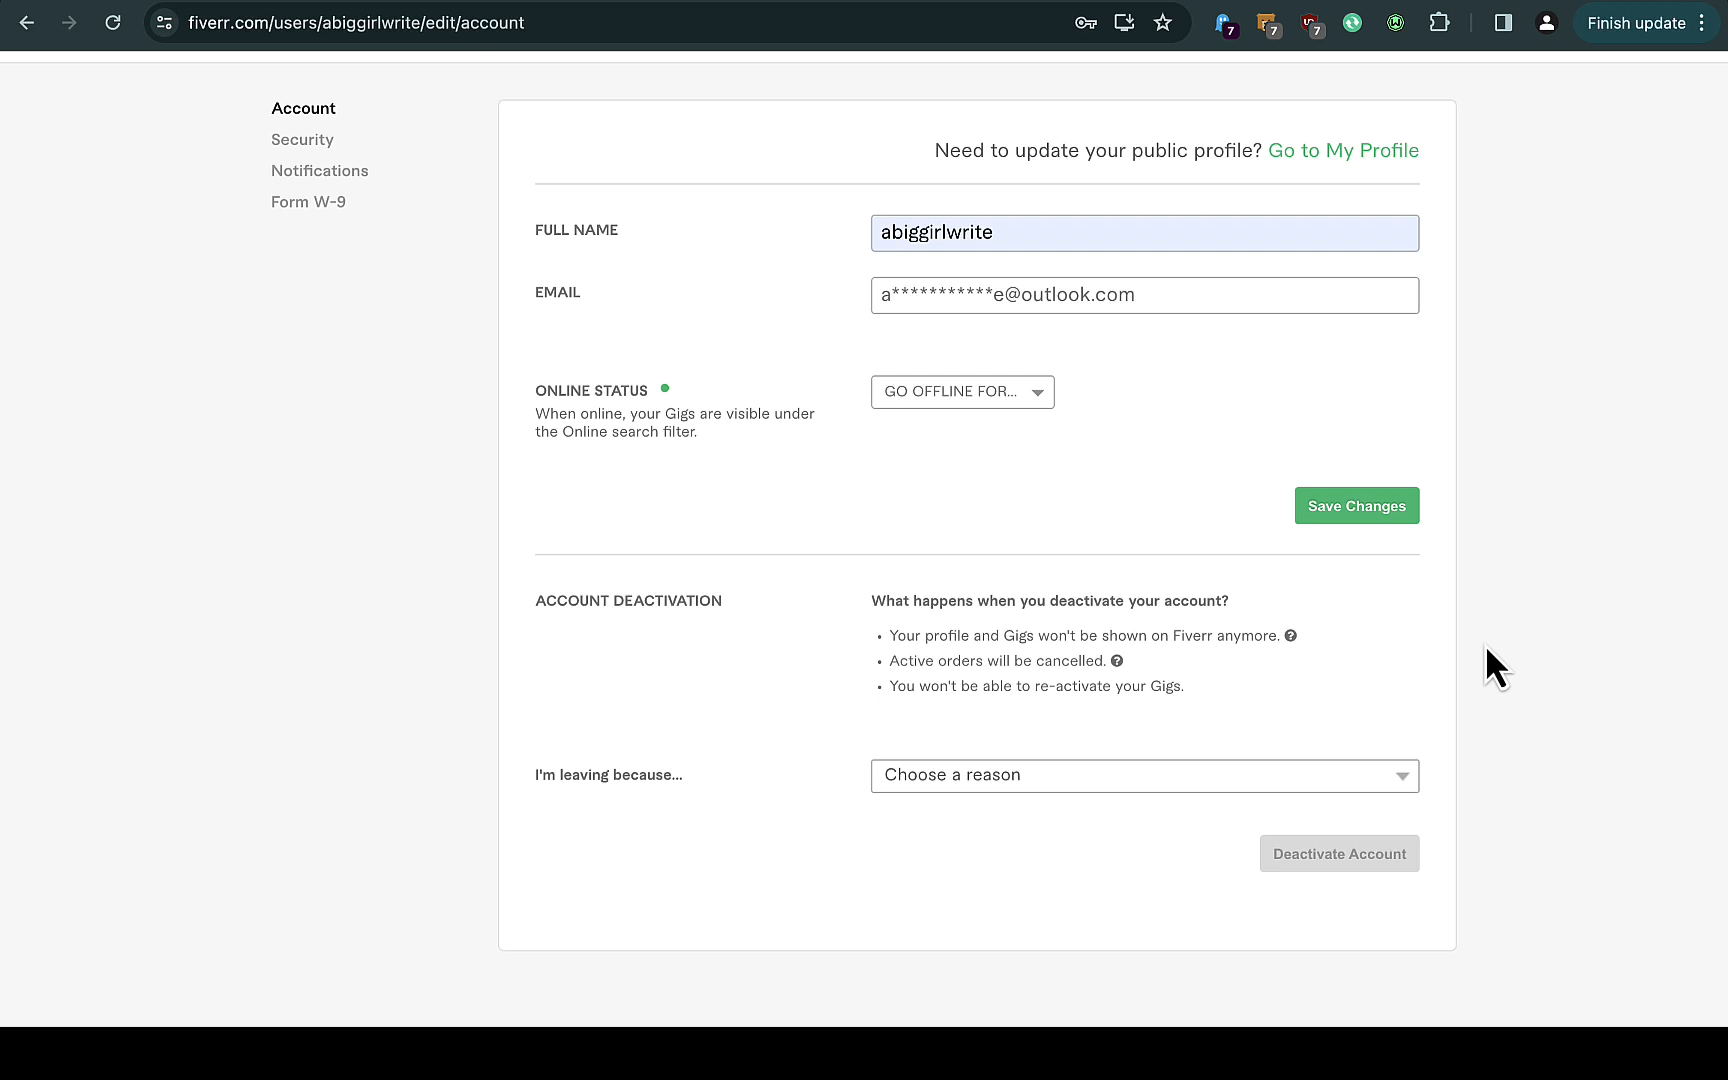 fiverr.com/users/abiggirlwrite/edit/account
7
7
7
Finish update
Account
Security
Notifications
Form W-9
Need to update your public profile? Go to My Profile
FULL NAME
abiggirlwrite
EMAIL
a***********e@outlook.com
ONLINE STATUS
GO OFFLINE FOR...
When online, your Gigs are visible under
the Online search filter.
Save Changes
ACCOUNT DEACTIVATION
What happens when you deactivate your account?
• Your profile and Gigs won't be shown on Fiverr anymore. ?
• Active orders will be cancelled. ?
• You won't be able to re-activate your Gigs.
I'm leaving because...
Choose a reason
Deactivate Account